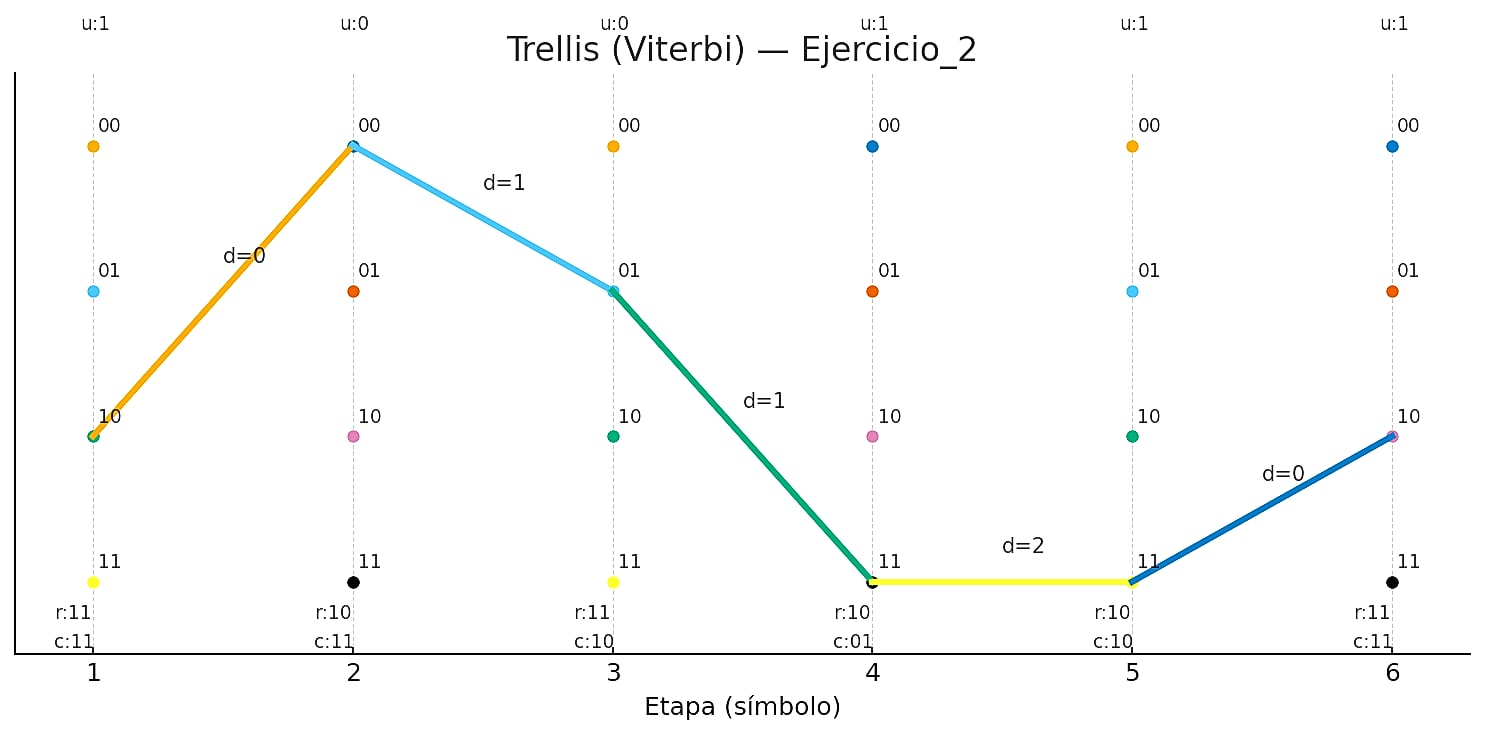 u:1 u:0 u:0 u:1 u:1 u:1
Trellis (Viterbi) — Ejercicio_2
00 00 00 00 00 00
d=1
d=0
01 01 01 01 01 01
d=1
10 10 10 10 10 10
d=0
d=2
11 11 11 11 11 11
r:11 r:10 r:11 r:10 r:10 r:11
c:11 c:11 c:10 c:01 c:10 c:11
1 2 3 4 5 6
Etapa (símbolo)